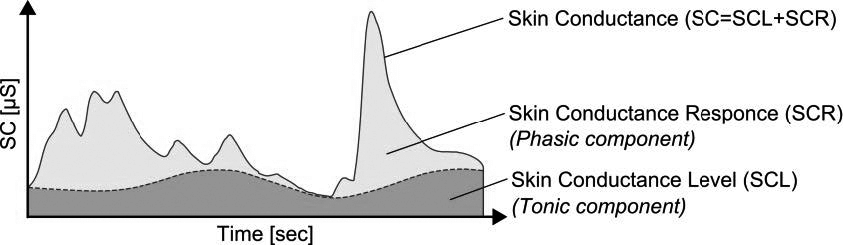 SC [µS]
Skin Conductance (SC=SCL+SCR)
Skin Conductance Responce (SCR)
(Phasic component)
Skin Conductance Level (SCL)
(Tonic component)
Time [sec]